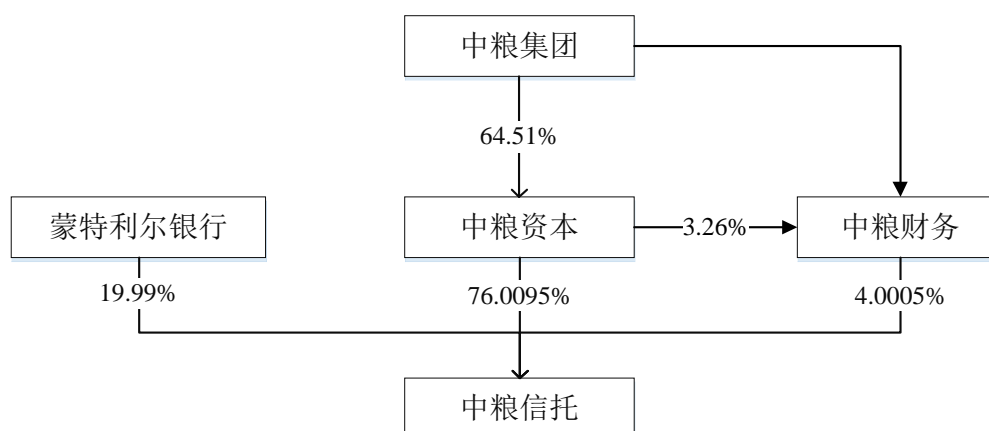 中粮集团
64.51%
蒙特利尔银行
中粮资本
3.26%
中粮财务
19.99%
76.0095%
4.0005%
中粮信托